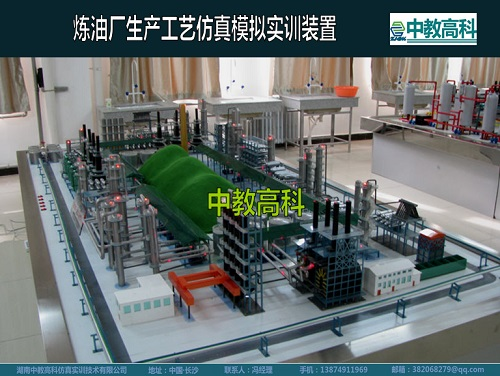 炼油厂生产工艺仿真模拟实训装置
中教高科
中教高科
湖南中教高科仿真实训技术有限公司 地址：中国·长沙 联系人：冯经理 手机：13874911969 邮箱：382068279@qq.com